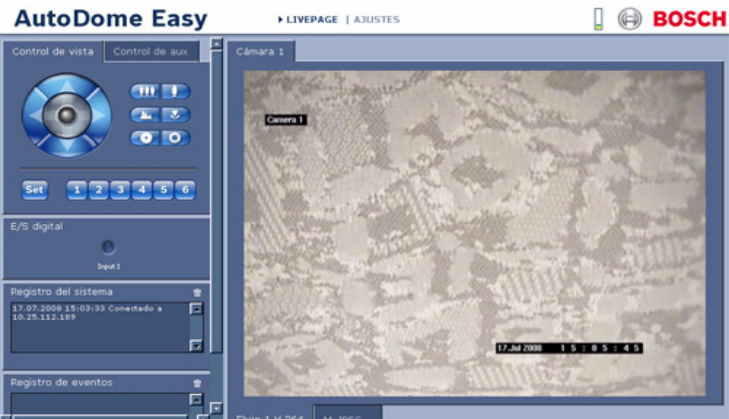 AutoDome Easy
LIVEPAGE | AJUSTES
BOSCH
Control de vista
Control de aux
Cámara 1
Camera 1
Set 1 2 3 4 5 6
E/S digital
Input1
Registro del sistema
17.07.2008 15:03:33 Conectado a
10.25.112.189
17.Jul 2008 15:05:45
Registro de eventos